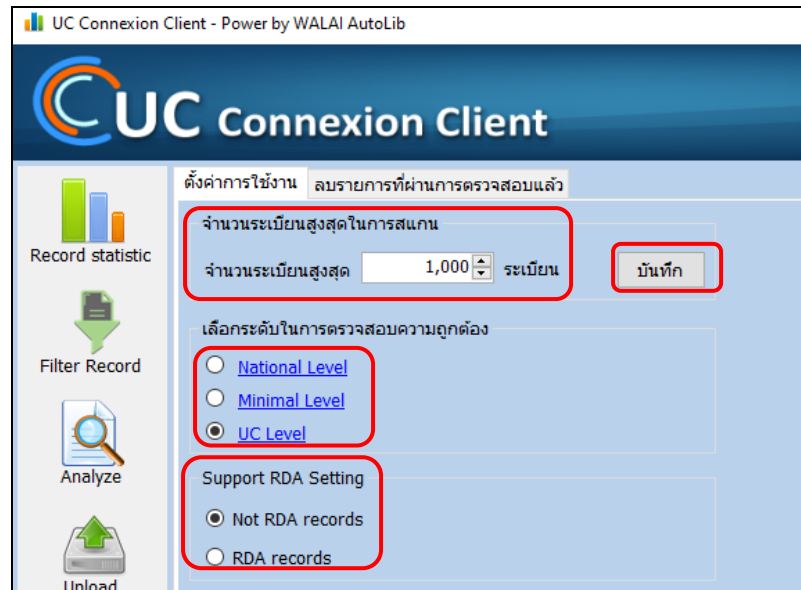 UC Connexion Client - Power by WALAI AutoLib
UC Connexion Client
ตั้งค่าการใช้งาน ลบรายการที่ผ่านการตรวจสอบแล้ว
จำนวนระเบียนสูงสุดในการสแกน
จำนวนระเบียนสูงสุด 1,000 ระเบียน บันทึก
Record statistic
เลือกระดับในการตรวจสอบความถูกต้อง
National Level
Filter Record
Minimal Level
UC Level
Analyze
Support RDA Setting
Not RDA records
RDA records
Upload